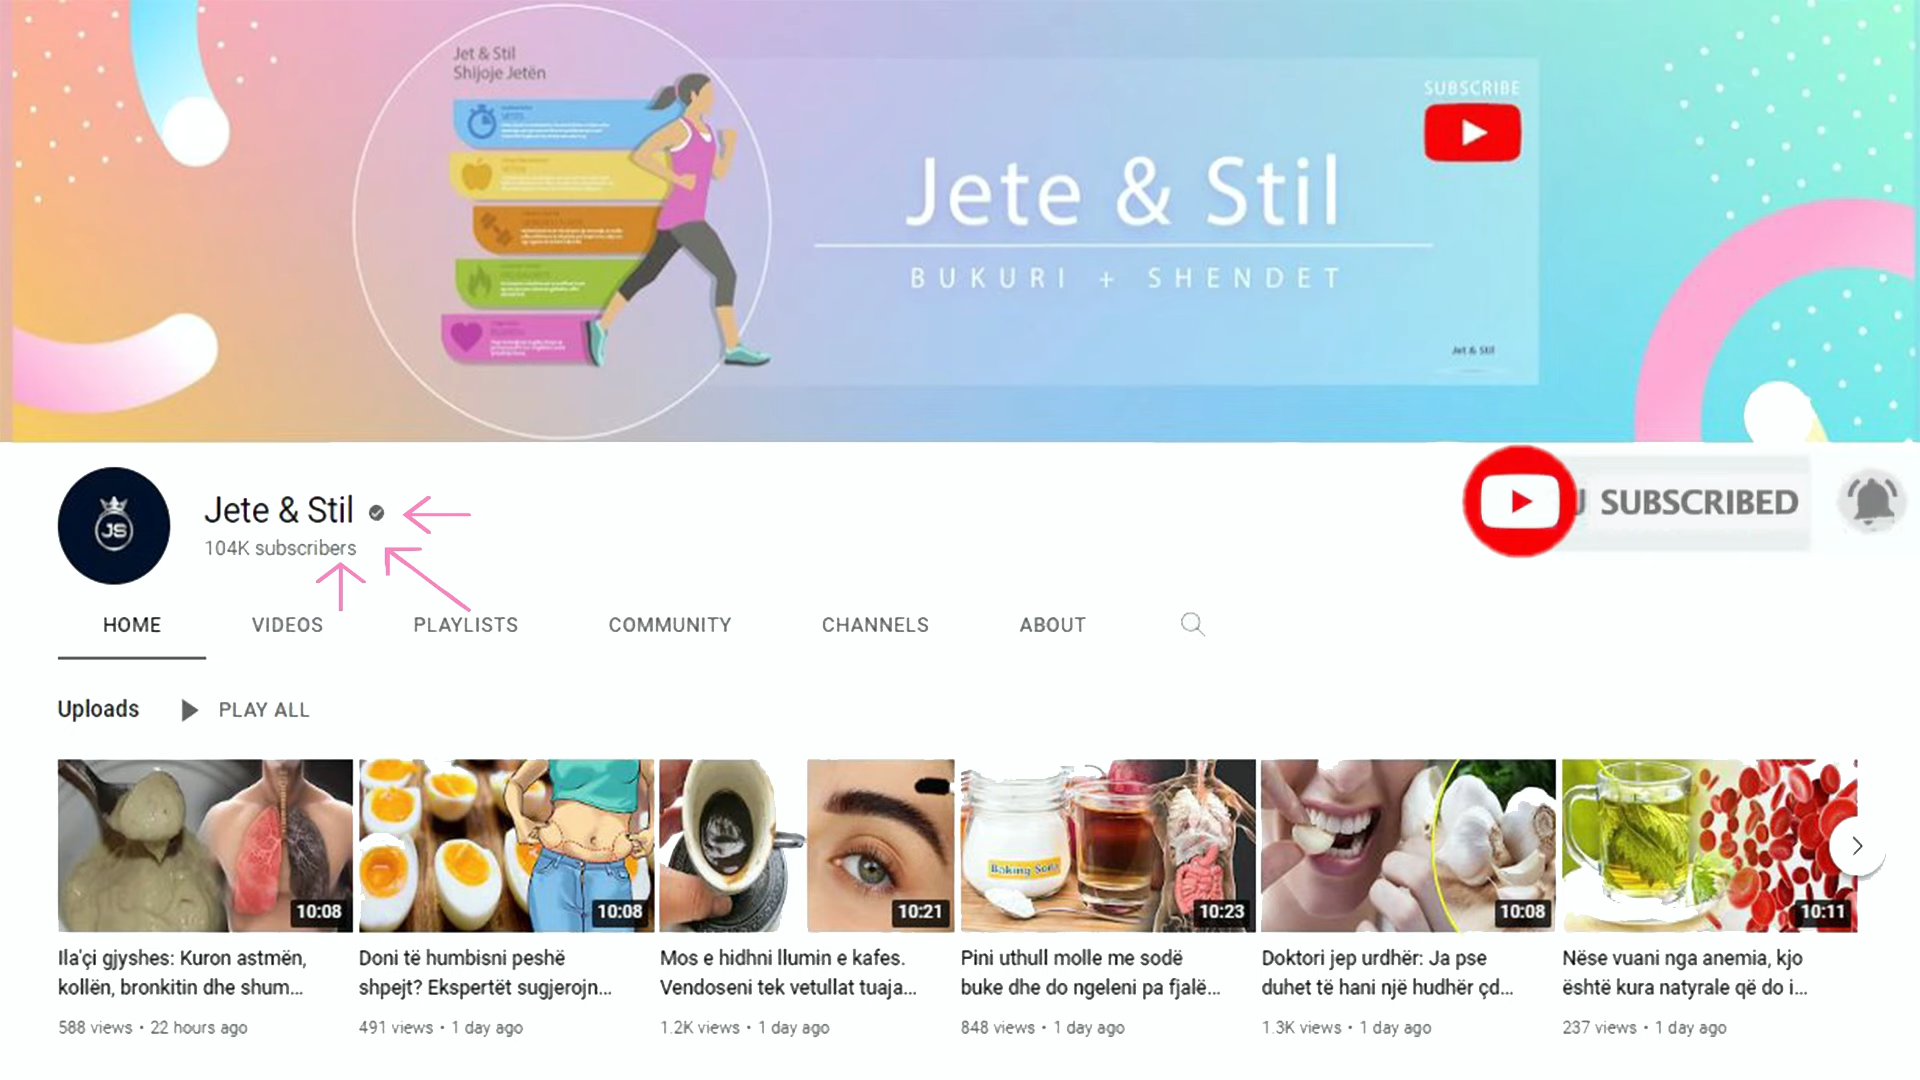 Jet & Stil
Shijoje Jetën
SUBSCRIBE
Jete & Stil
BUKURI + SHENDET
Jet & Stil
JS
Jete & Stil
104K subscribers
SUBSCRIBED
HOME VIDEOS PLAYLISTS COMMUNITY CHANNELS ABOUT
Uploads PLAY ALL
Baking Soda
10:08 10:08 10:21 10:23 10:08 10:11
Ila'çi gjyshes: Kuron astmën,
kollën, bronkitin dhe shum...
588 views • 22 hours ago
Doni të humbisni peshë
shpejt? Ekspertët sugjerojn...
491 views • 1 day ago
Mos e hidhni llumin e kafes.
Vendoseni tek vetullat tuaja...
1.2K views • 1 day ago
Pini uthull molle me sodë
buke dhe do ngeleni pa fjalë...
848 views • 1 day ago
Doktori jep urdhër: Ja pse
duhet të hani një hudhër çd...
1.3K views • 1 day ago
Nëse vuani nga anemia, kjo
është kura natyrale që do i...
237 views • 1 day ago